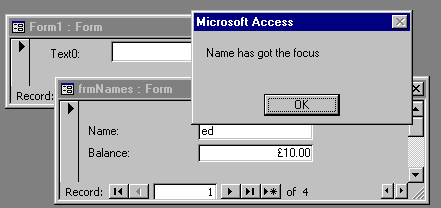 Form1 : Form
Text0:
Record:
Microsoft Access
Name has got the focus
OK
frmNames : Form
Name: ed
Balance: £10.00
Record: 1 of 4